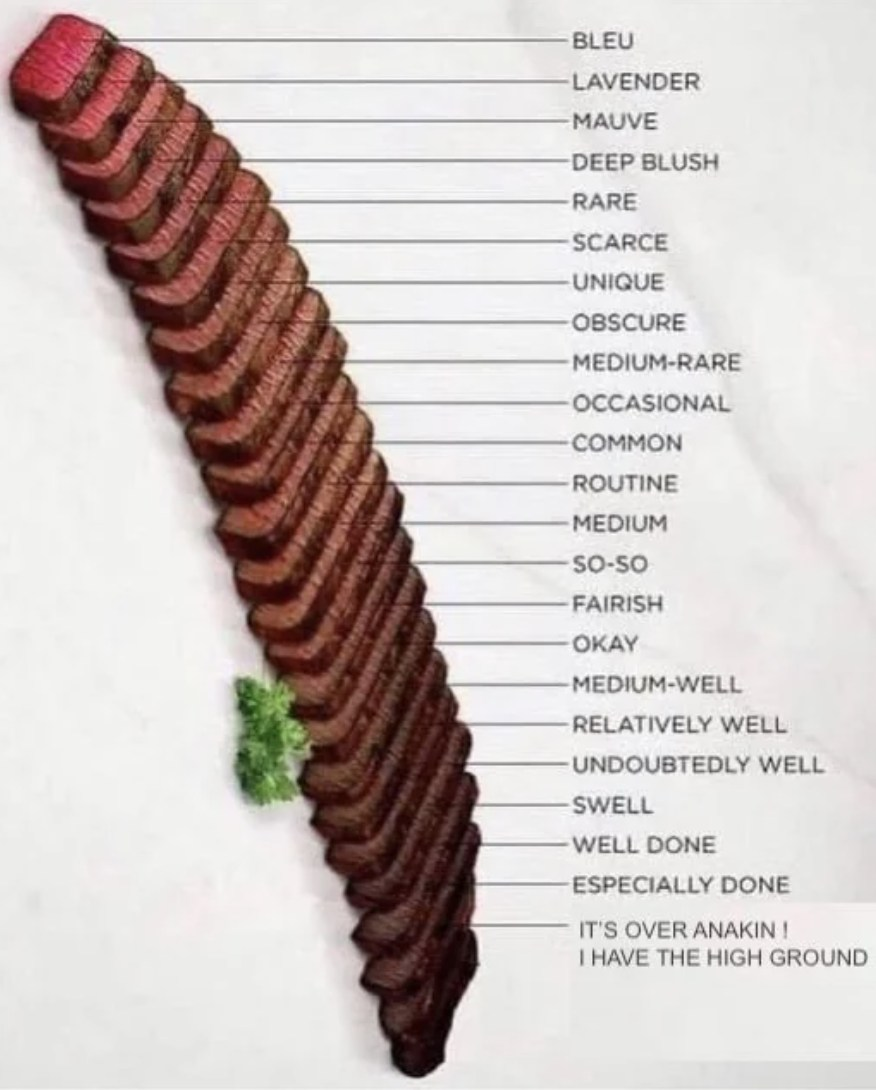 BLEU
LAVENDER
MAUVE
DEEP BLUSH
RARE
SCARCE
UNIQUE
OBSCURE
MEDIUM-RARE
OCCASIONAL
COMMON
ROUTINE
MEDIUM
SO-SO
FAIRISH
OKAY
MEDIUM-WELL
RELATIVELY WELL
UNDOUBTEDLY WELL
SWELL
WELL DONE
ESPECIALLY DONE
IT'S OVER ANAKIN !
I HAVE THE HIGH GROUND